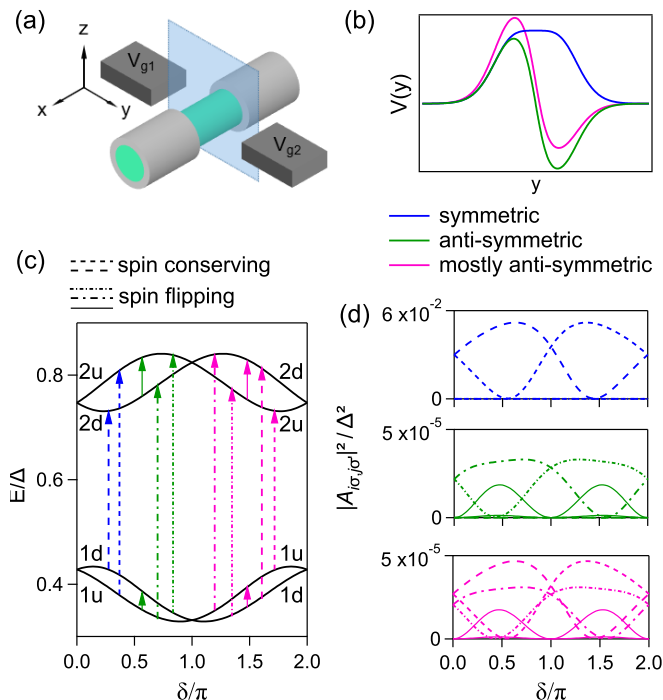 (a)
z
x
y
V_g1
V_g2
(b)
V(y)
y
symmetric
anti-symmetric
mostly anti-symmetric
(c)
spin conserving
spin flipping
E/Δ
0.8
0.6
0.4
2u
2d
2d
2u
1d
1u
1u
1d
0.0 0.5 1.0 1.5 2.0
δ/π
(d)
|A_iσ,jσ'|² / Δ²
6 x10⁻²
0
5 x10⁻⁵
0
5 x10⁻⁵
0
0.0 0.5 1.0 1.5 2.0
δ/π